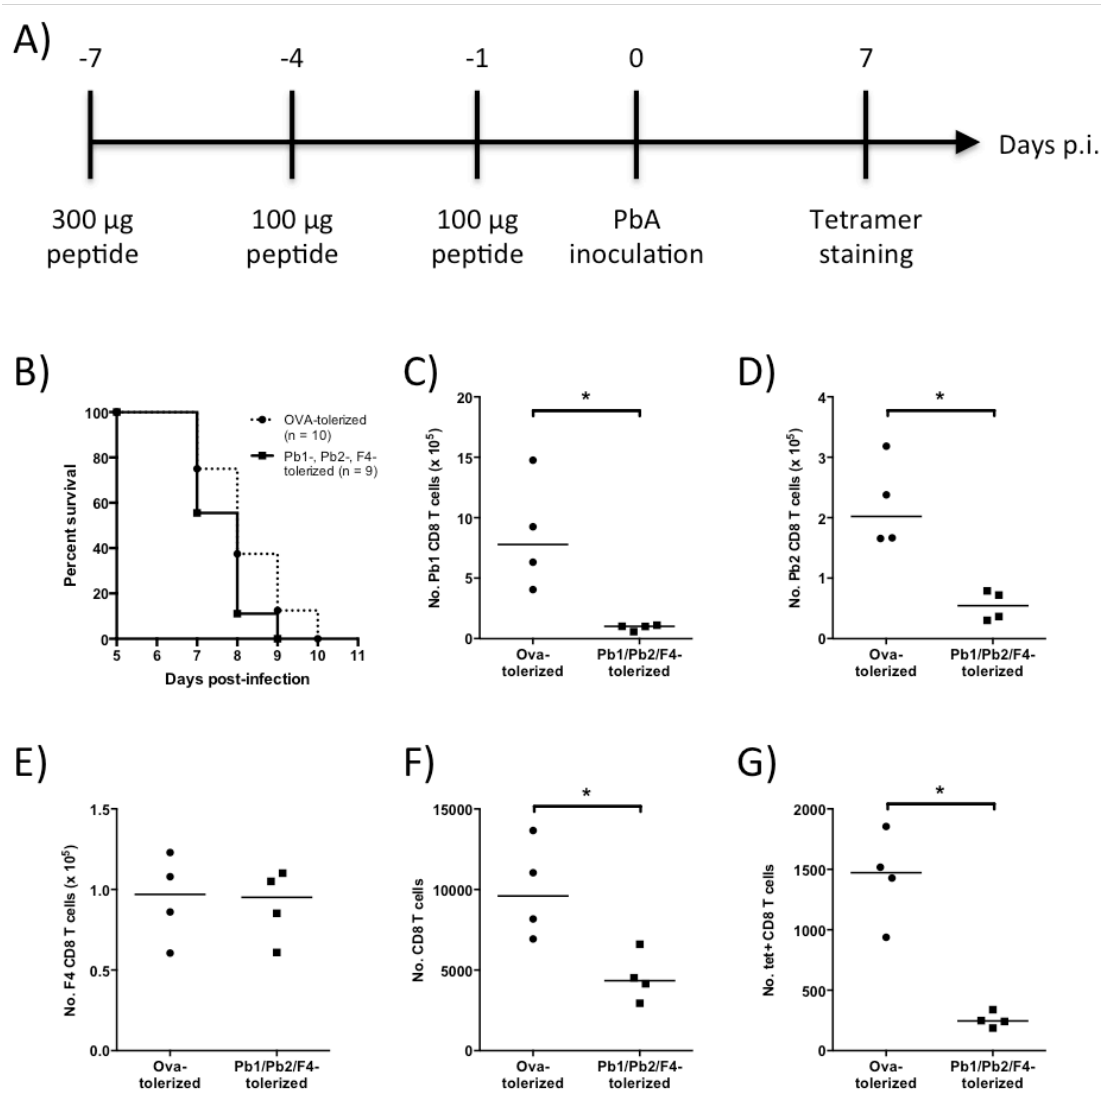 A)
-7 -4 -1 0 7
Days p.i.
300 µg 100 µg 100 µg PbA Tetramer
peptide peptide peptide inoculation staining
B)
100
80
60
40
20
0
5 6 7 8 9 10 11
Percent survival
Days post-infection
OVA-tolerized
(n = 10)
Pb1-, Pb2-, F4-
tolerized (n = 9)
C)
No. Pb1 CD8 T cells (x 10⁵)
20
15
10
5
0
*
Ova- Pb1/Pb2/F4-
tolerized tolerized
D)
No. Pb2 CD8 T cells (x 10⁵)
4
3
2
1
0
*
Ova- Pb1/Pb2/F4-
tolerized tolerized
E)
No. F4 CD8 T cells (x 10⁵)
1.5
1.0
0.5
0.0
Ova- Pb1/Pb2/F4-
tolerized tolerized
F)
No. CD8 T cells
15000
10000
5000
0
*
Ova- Pb1/Pb2/F4-
tolerized tolerized
G)
No. tet+ CD8 T cells
2000
1500
1000
500
0
*
Ova- Pb1/Pb2/F4-
tolerized tolerized